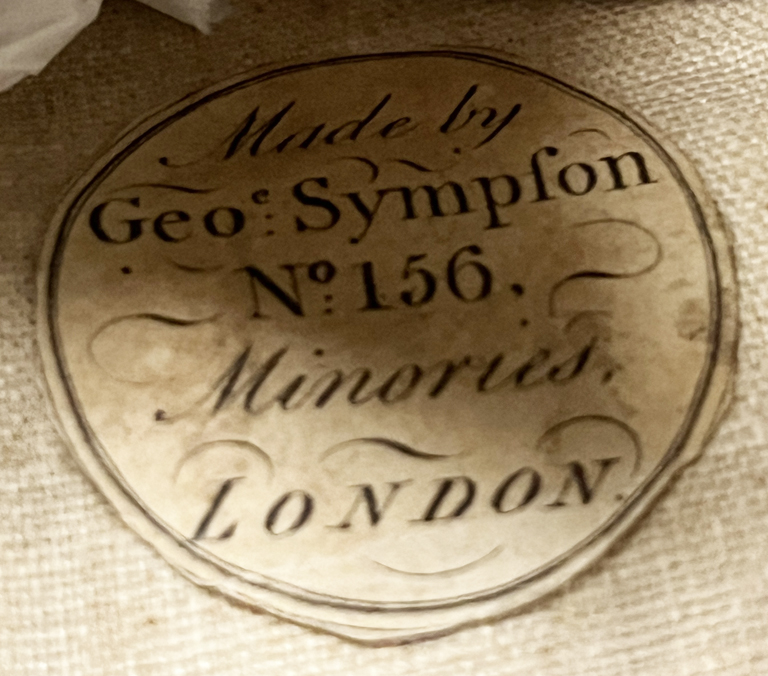 Made by
Geo.ᵉ Sympſon
Nº. 156,
Minories,
LONDON.